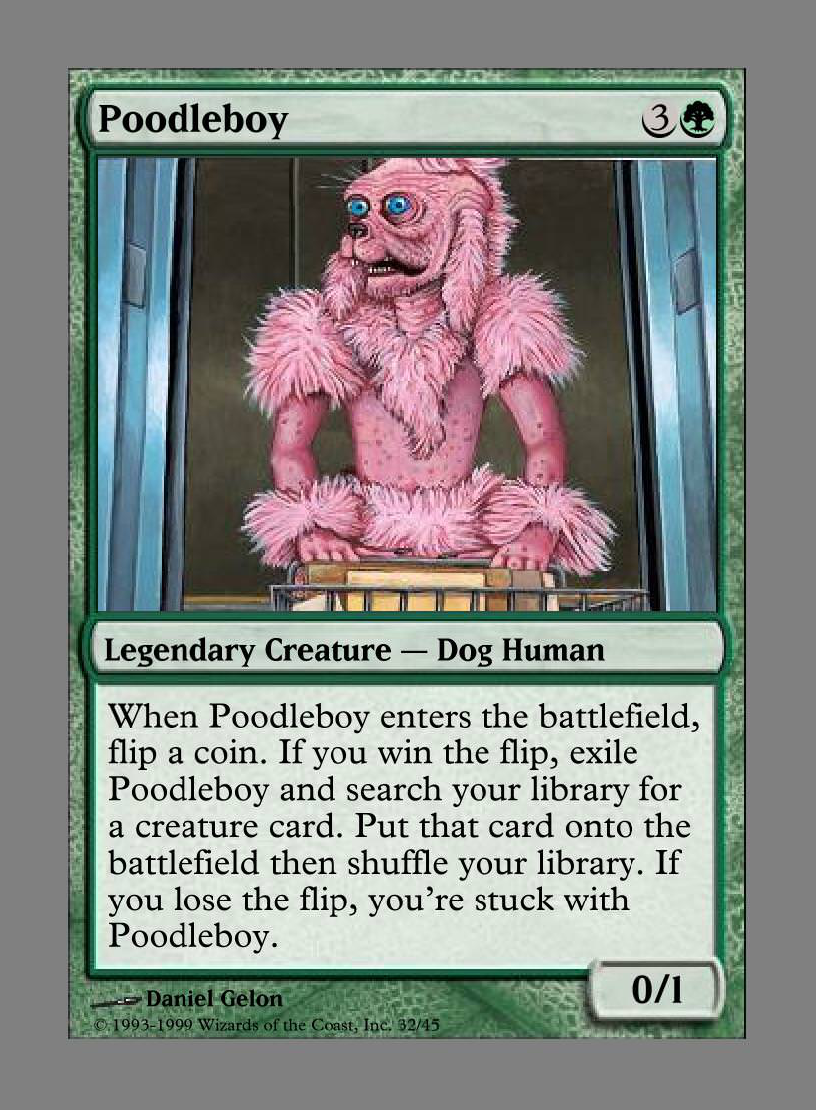 Poodleboy 3
Legendary Creature — Dog Human
When Poodleboy enters the battlefield,
flip a coin. If you win the flip, exile
Poodleboy and search your library for
a creature card. Put that card onto the
battlefield then shuffle your library. If
you lose the flip, you're stuck with
Poodleboy.
0/1
Daniel Gelon
© 1993-1999 Wizards of the Coast, Inc. 32/45